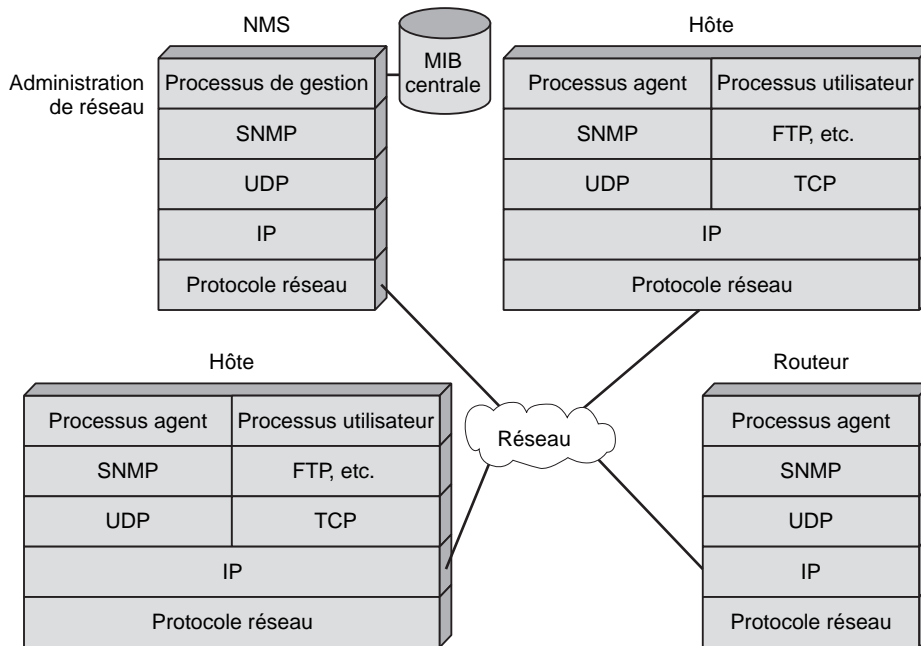 NMS
MIB
centrale
Administration
de réseau
Processus de gestion
SNMP
UDP
IP
Protocole réseau
Hôte
Processus agent
Processus utilisateur
SNMP
FTP, etc.
UDP
TCP
IP
Protocole réseau
Hôte
Processus agent
Processus utilisateur
SNMP
FTP, etc.
UDP
TCP
IP
Protocole réseau
Réseau
Routeur
Processus agent
SNMP
UDP
IP
Protocole réseau